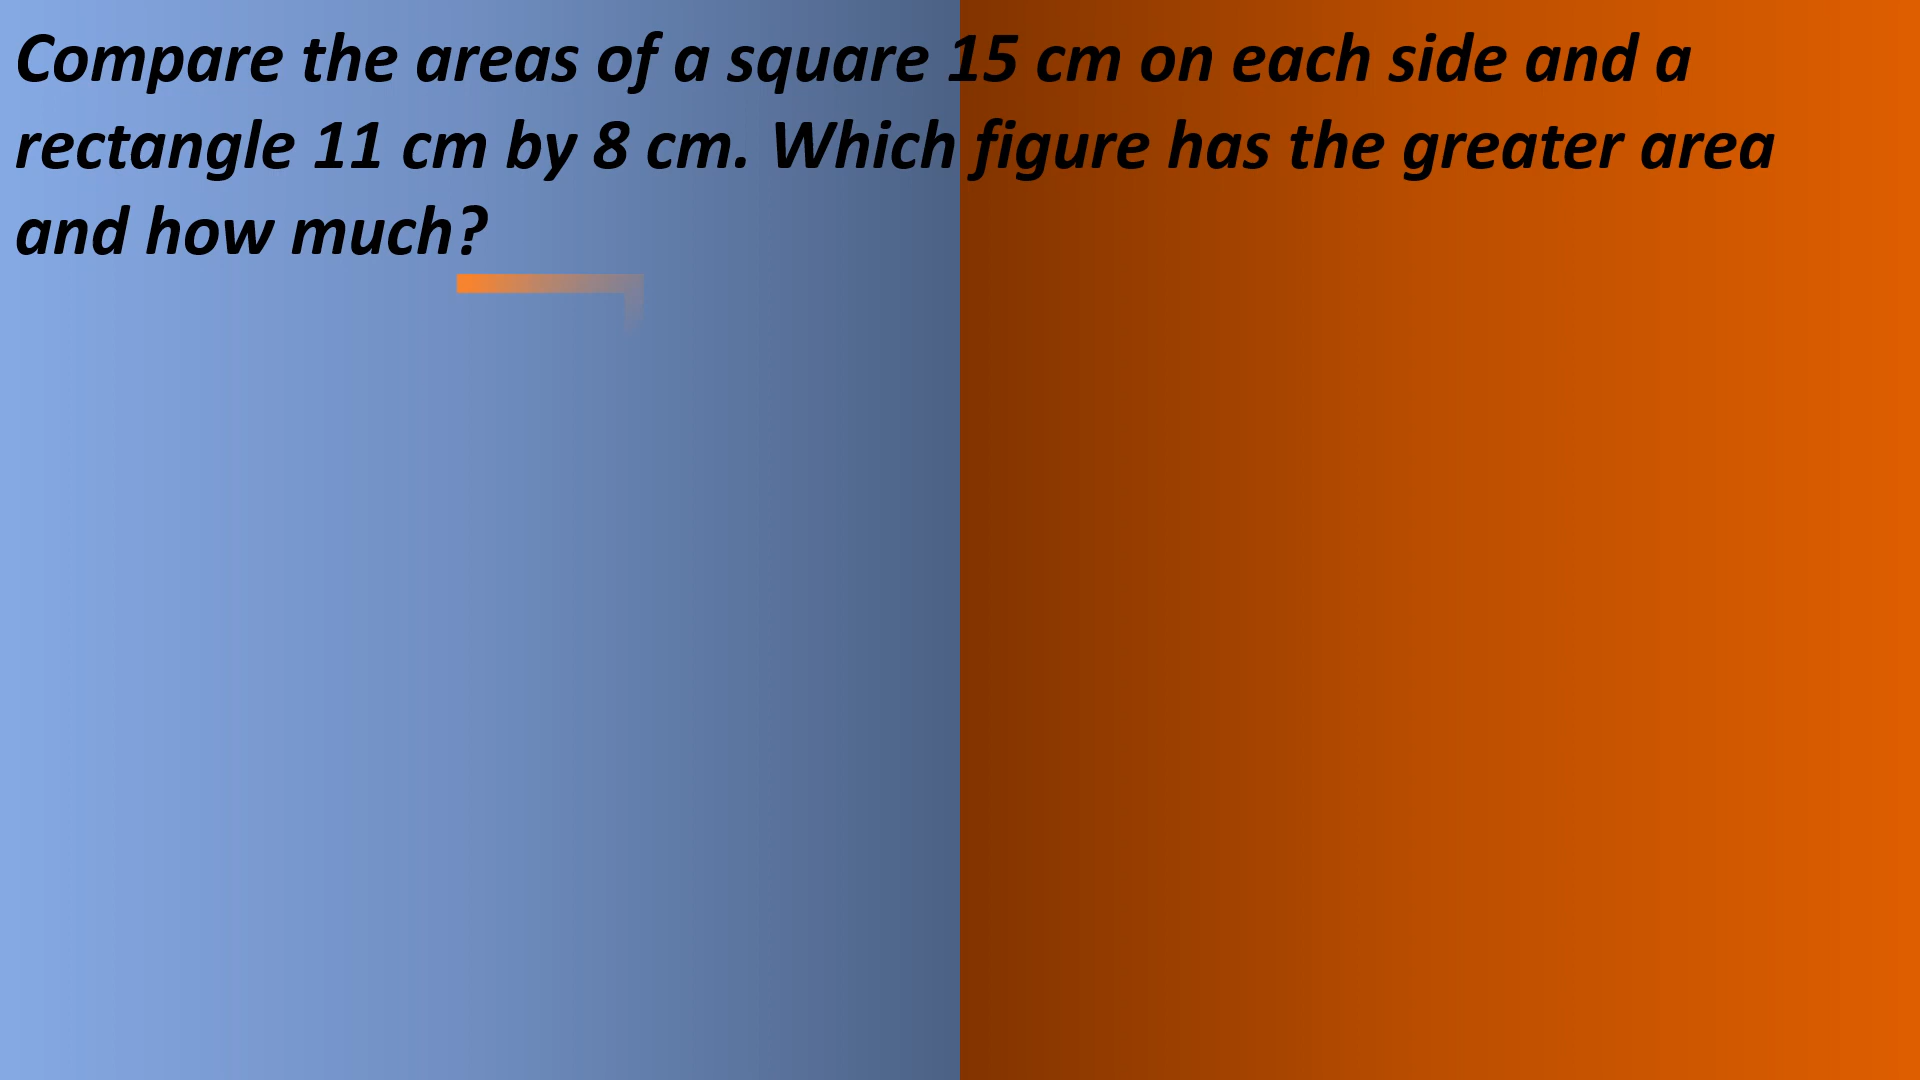 Compare the areas of a square 15 cm on each side and a
rectangle 11 cm by 8 cm. Which figure has the greater area
and how much?